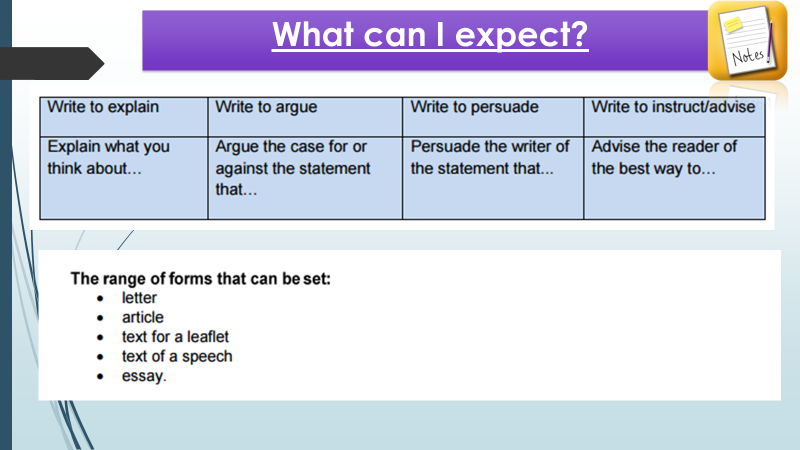 What can I expect?
Notes
Write to explain
Write to argue
Write to persuade
Write to instruct/advise
Explain what you
think about...
Argue the case for or
against the statement
that...
Persuade the writer of
the statement that...
Advise the reader of
the best way to...
The range of forms that can be set:
• letter
• article
• text for a leaflet
• text of a speech
• essay.